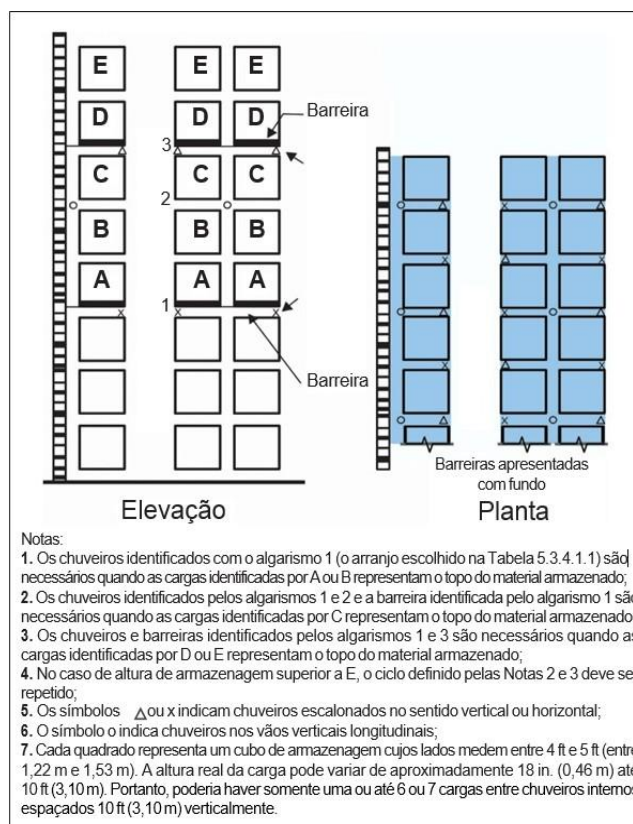 E E E
D D D
Barreira
3
C C C
2
B B B
A A A
1
Barreira
Barreiras apresentadas
com fundo
Elevação
Planta
Notas:
1. Os chuveiros identificados com o algarismo 1 (o arranjo escolhido na Tabela 5.3.4.1.1) são
necessários quando as cargas identificadas por A ou B representam o topo do material armazenado;
2. Os chuveiros identificados pelos algarismos 1 e 2 e a barreira identificada pelo algarismo 1 são
necessários quando as cargas identificadas por C representam o topo do material armazenado
3. Os chuveiros e barreiras identificados pelos algarismos 1 e 3 são necessários quando as
cargas identificadas por D ou E representam o topo do material armazenado;
4. No caso de altura de armazenagem superior a E, o ciclo definido pelas Notas 2 e 3 deve se
repetido;
5. Os símbolos △ ou x indicam chuveiros escalonados no sentido vertical ou horizontal;
6. O símbolo o indica chuveiros nos vãos verticais longitudinais;
7. Cada quadrado representa um cubo de armazenagem cujos lados medem entre 4 ft e 5 ft (entre
1,22 m e 1,53 m). A altura real da carga pode variar de aproximadamente 18 in. (0,46 m) até
10 ft (3,10 m). Portanto, poderia haver somente uma ou até 6 ou 7 cargas entre chuveiros internos
espaçados 10 ft (3,10 m) verticalmente.